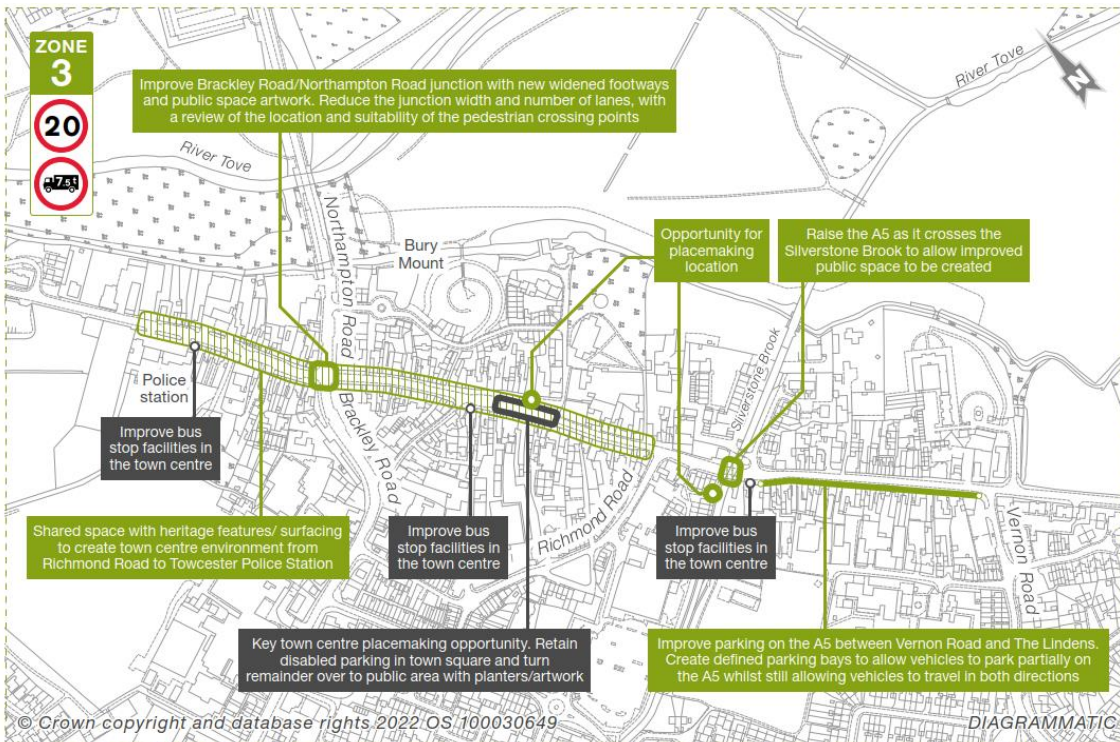 ZONE
3
20
7.5t
Improve Brackley Road/Northampton Road junction with new widened footways
and public space artwork. Reduce the junction width and number of lanes, with
a review of the location and suitability of the pedestrian crossing points
N
River Tove
River Tove
Northampton Road
Bury
Mount
Opportunity for
placemaking
location
Raise the A5 as it crosses the
Silverstone Brook to allow improved
public space to be created
Silverstone Brook
Police
station
Brackley Road
Improve bus
stop facilities in
the town centre
Richmond Road
Improve bus
stop facilities in
the town centre
Improve bus
stop facilities in
the town centre
Vernon Road
Shared space with heritage features/ surfacing
to create town centre environment from
Richmond Road to Towcester Police Station
Key town centre placemaking opportunity. Retain
disabled parking in town square and turn
remainder over to public area with planters/artwork
Improve parking on the A5 between Vernon Road and The Lindens.
Create defined parking bays to allow vehicles to park partially on
the A5 whilst still allowing vehicles to travel in both directions
© Crown copyright and database rights 2022 OS 100030649
DIAGRAMMATIC